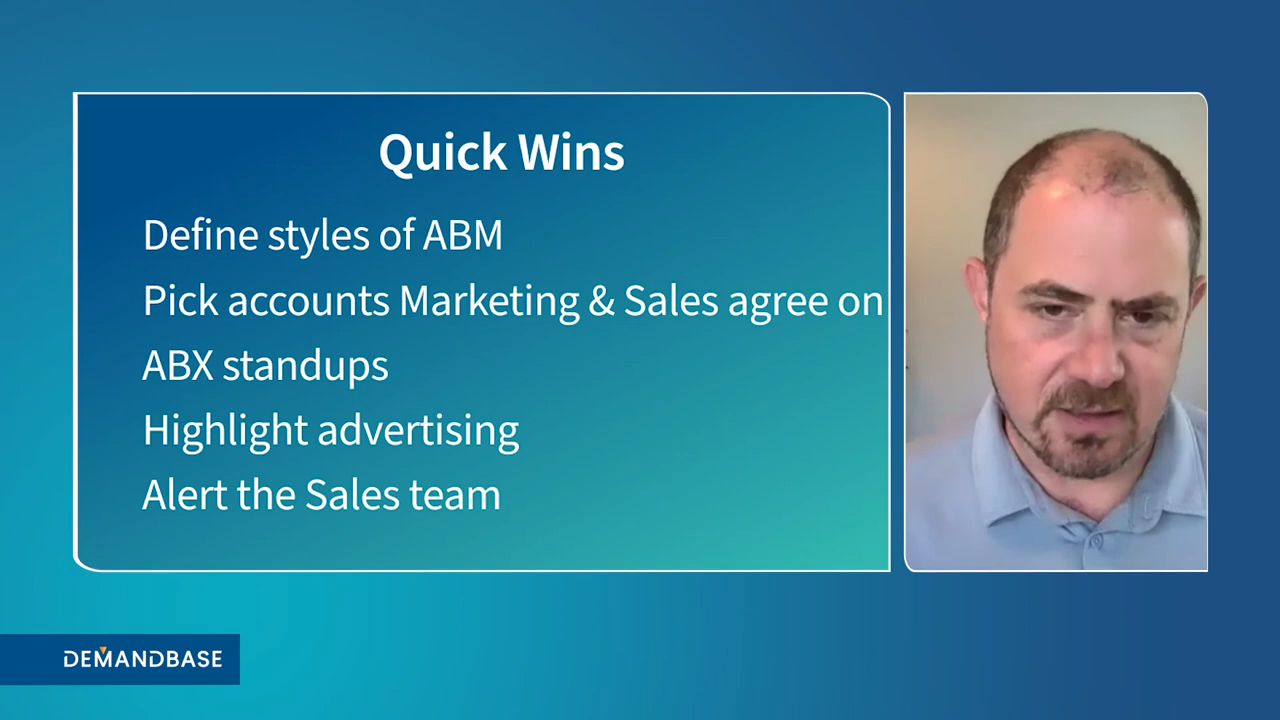 Quick Wins
Define styles of ABM
Pick accounts Marketing & Sales agree on
ABX standups
Highlight advertising
Alert the Sales team
DEMANDBASE